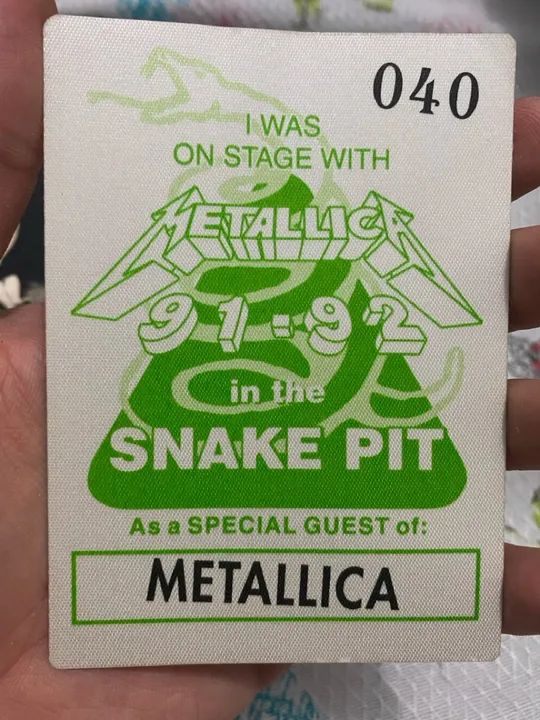 040
I WAS
ON STAGE WITH
METALLICA
91-92
in the
SNAKE PIT
As a SPECIAL GUEST of:
METALLICA